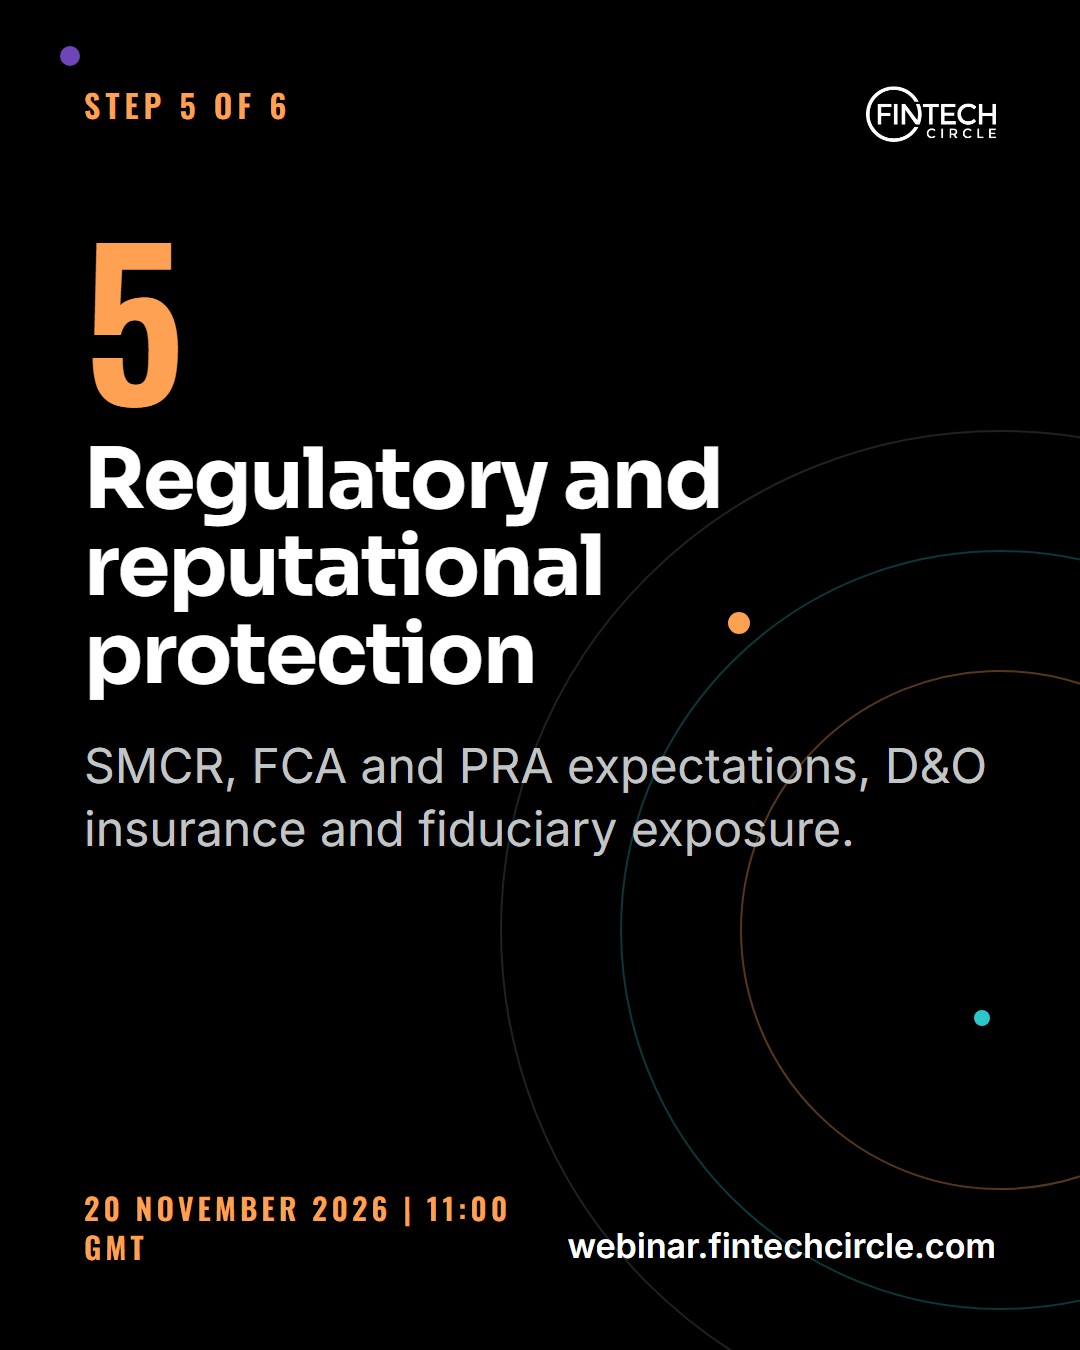 STEP 5 OF 6
FINTECH
CIRCLE
5
Regulatory and
reputational
protection
SMCR, FCA and PRA expectations, D&O
insurance and fiduciary exposure.
20 NOVEMBER 2026 | 11:00
GMT
webinar.fintechcircle.com